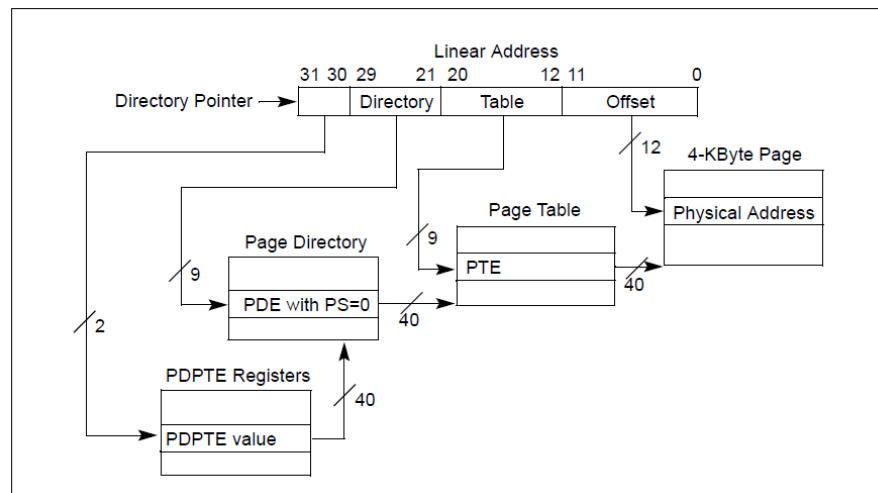 Linear Address
31 30 29 21 20 12 11 0
Directory Pointer
Directory Table Offset
12
4-KByte Page
Physical Address
Page Table
9
PTE
40
Page Directory
9
PDE with PS=0
40
2
PDPTE Registers
40
PDPTE value